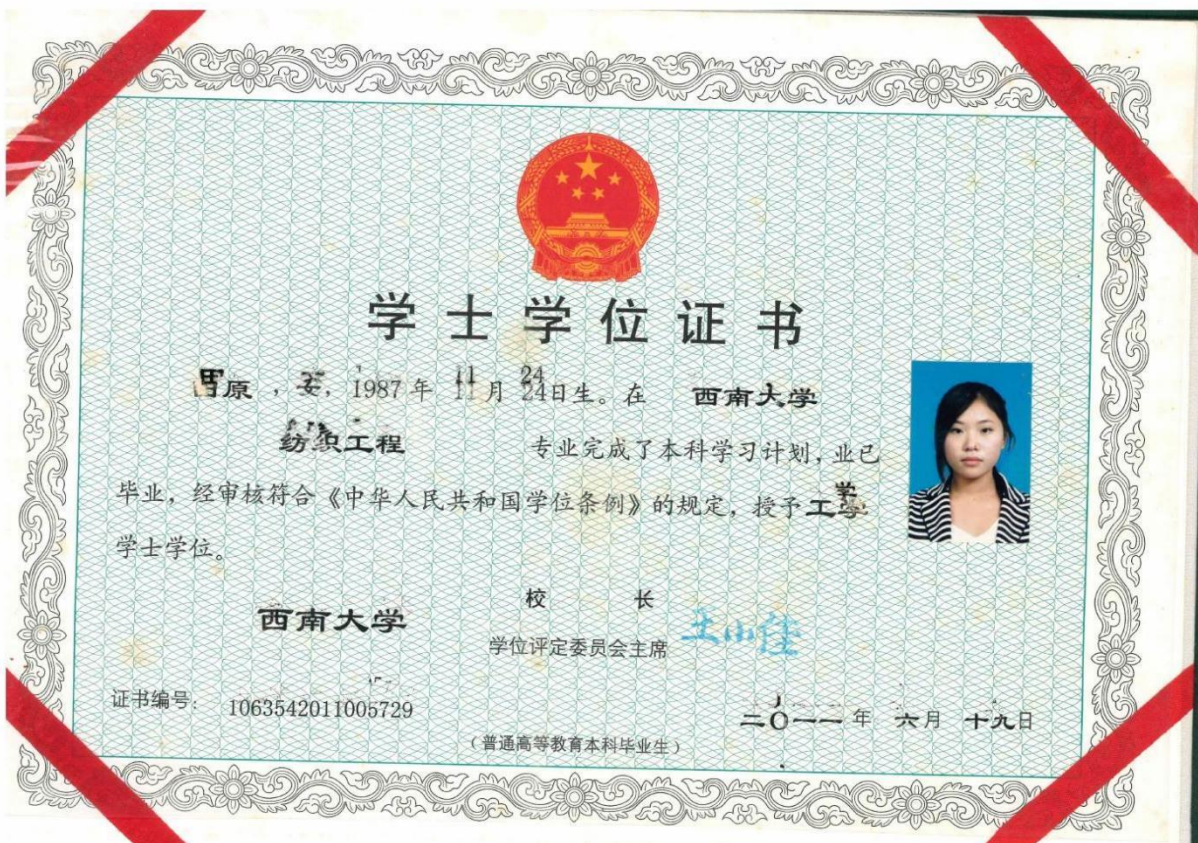 学士学位证书
原，女，1987年 11月 24日生。在 西南大学
纺织工程 专业完成了本科学习计划，业已
毕业，经审核符合《中华人民共和国学位条例》的规定，授予工学
学士学位。
校 长
西南大学
学位评定委员会主席 王小佳
证书编号：1063542011005729
二〇一一年 六月 十九日
（普通高等教育本科毕业生）